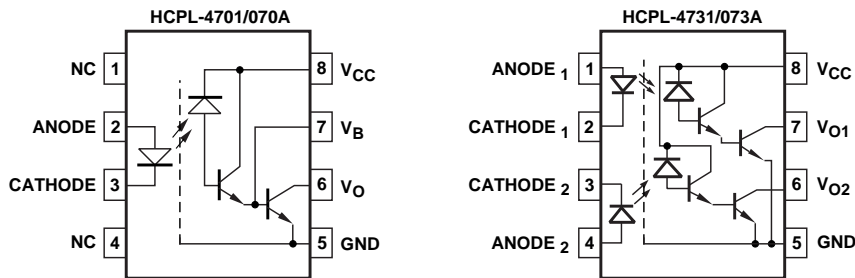 HCPL-4701/070A
NC 1
ANODE 2
CATHODE 3
NC 4
8 VCC
7 VB
6 VO
5 GND
HCPL-4731/073A
ANODE 1 1
CATHODE 1 2
CATHODE 2 3
ANODE 2 4
8 VCC
7 VO1
6 VO2
5 GND